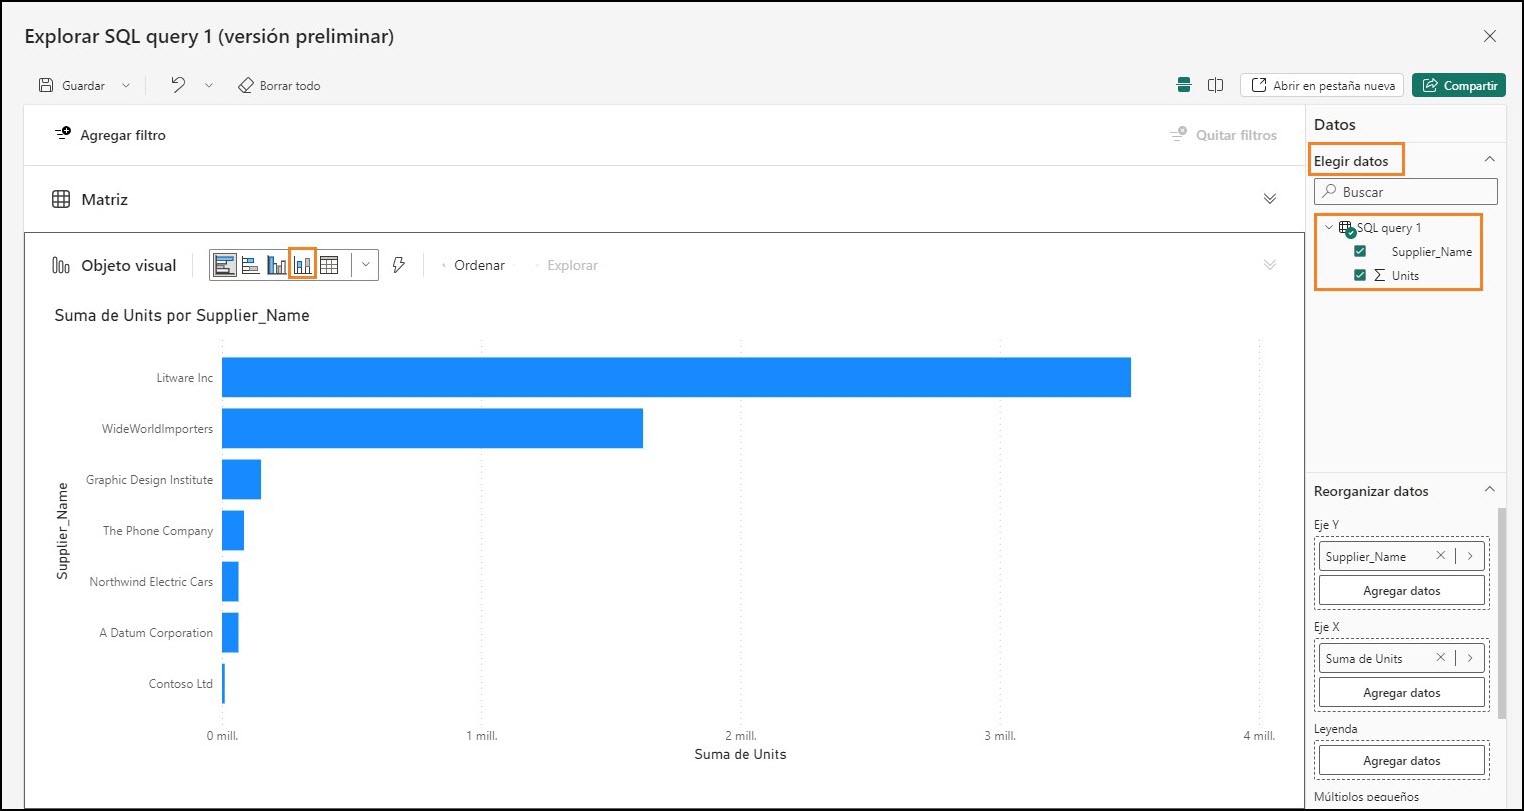 Explorar SQL query 1 (versión preliminar)
Guardar
Borrar todo
Abrir en pestaña nueva
Compartir
Agregar filtro
Quitar filtros
Matriz
Objeto visual
Ordenar
Explorar
Suma de Units por Supplier_Name
Supplier_Name
Litware Inc
WideWorldImporters
Graphic Design Institute
The Phone Company
Northwind Electric Cars
A Datum Corporation
Contoso Ltd
0 mill.
1 mill.
2 mill.
3 mill.
4 mill.
Suma de Units
Datos
Elegir datos
Buscar
SQL query 1
Supplier_Name
Units
Reorganizar datos
Eje Y
Supplier_Name
Agregar datos
Eje X
Suma de Units
Agregar datos
Leyenda
Agregar datos
Múltiplos pequeños